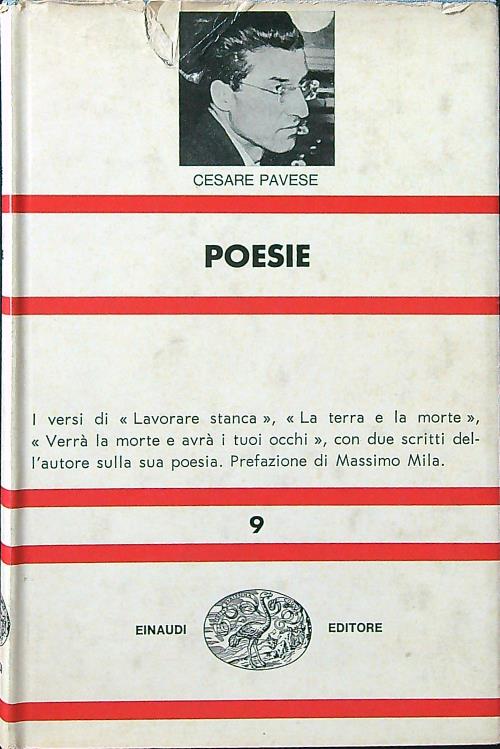 CESARE PAVESE
POESIE
I versi di « Lavorare stanca », « La terra e la morte »,
« Verrà la morte e avrà i tuoi occhi », con due scritti del-
l'autore sulla sua poesia. Prefazione di Massimo Mila.
9
EINAUDI EDITORE